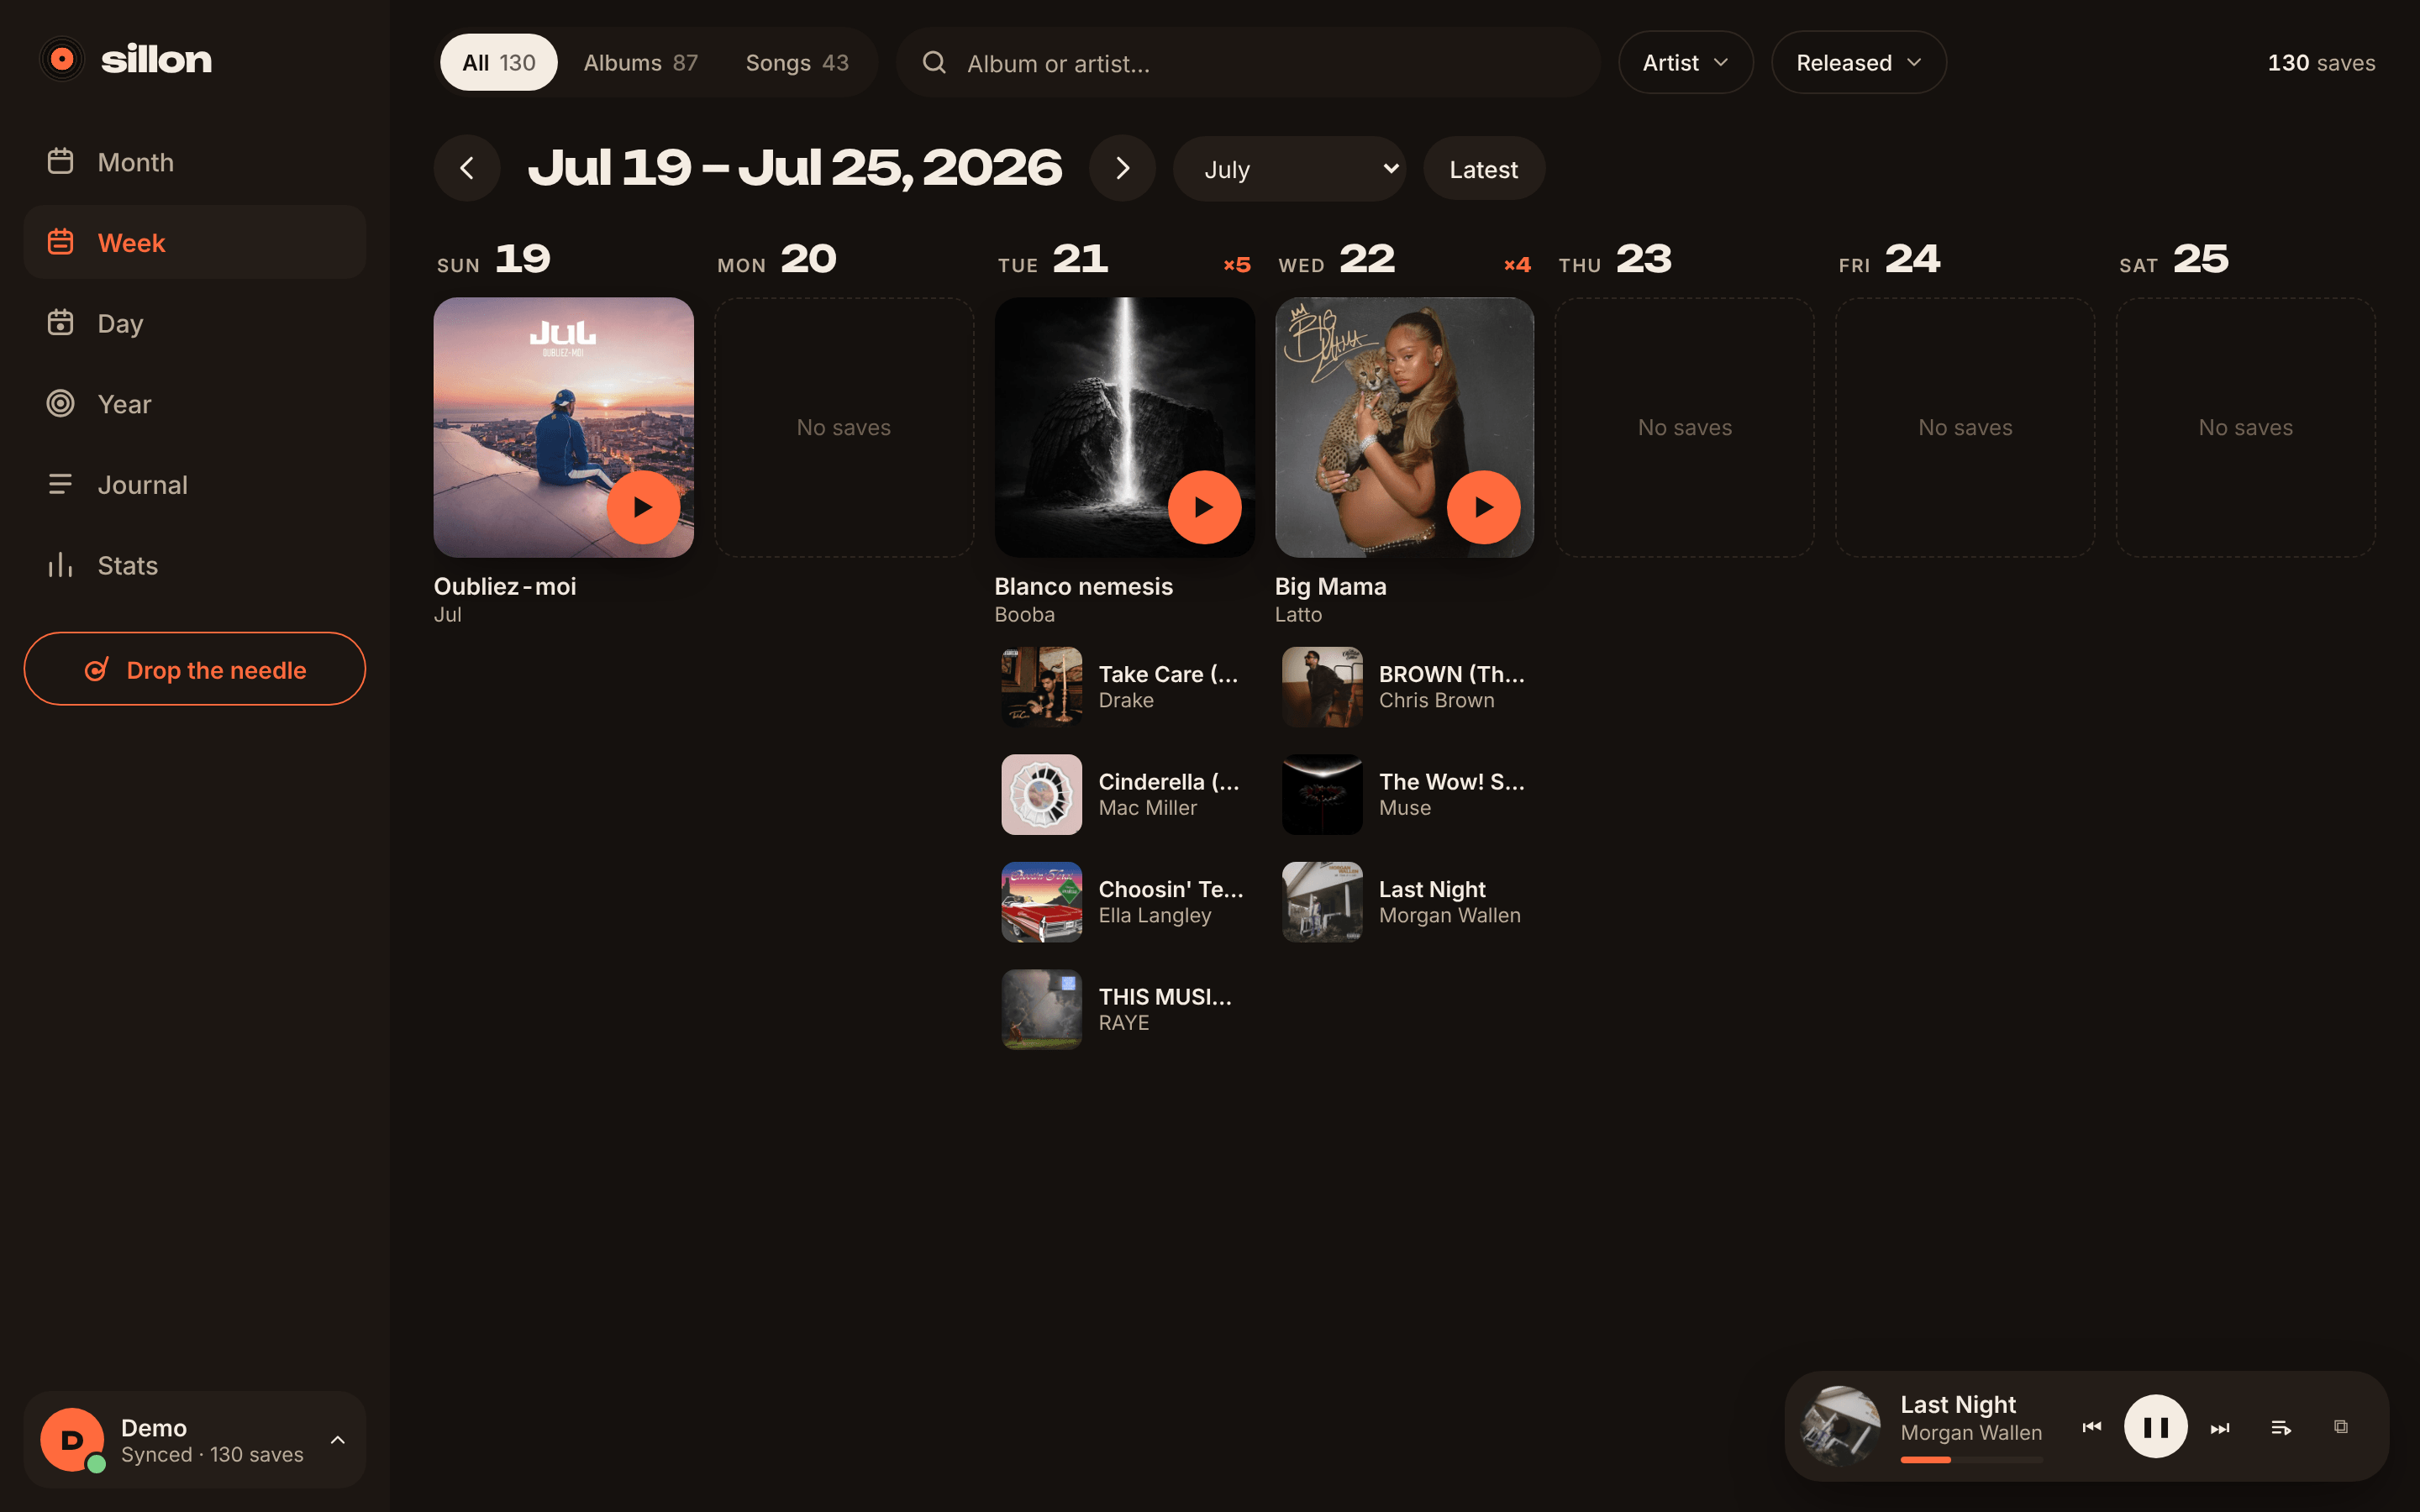 sillon
All 130
Albums 87
Songs 43
Album or artist...
Artist
Released
130 saves
Month
Week
Day
Year
Journal
Stats
Drop the needle
Jul 19 – Jul 25, 2026
July
Latest
SUN 19
MON 20
TUE 21 ×5
WED 22 ×4
THU 23
FRI 24
SAT 25
JuL
OUBLIEZ-MOI
Oubliez-moi
Jul
No saves
Blanco nemesis
Booba
Take Care (...
Drake
Cinderella (...
Mac Miller
Choosin' Te...
Ella Langley
THIS MUSI...
RAYE
BIG
MAMA
Big Mama
Latto
BROWN (Th...
Chris Brown
The Wow! S...
Muse
Last Night
Morgan Wallen
No saves
No saves
No saves
D
Demo
Synced · 130 saves
Last Night
Morgan Wallen